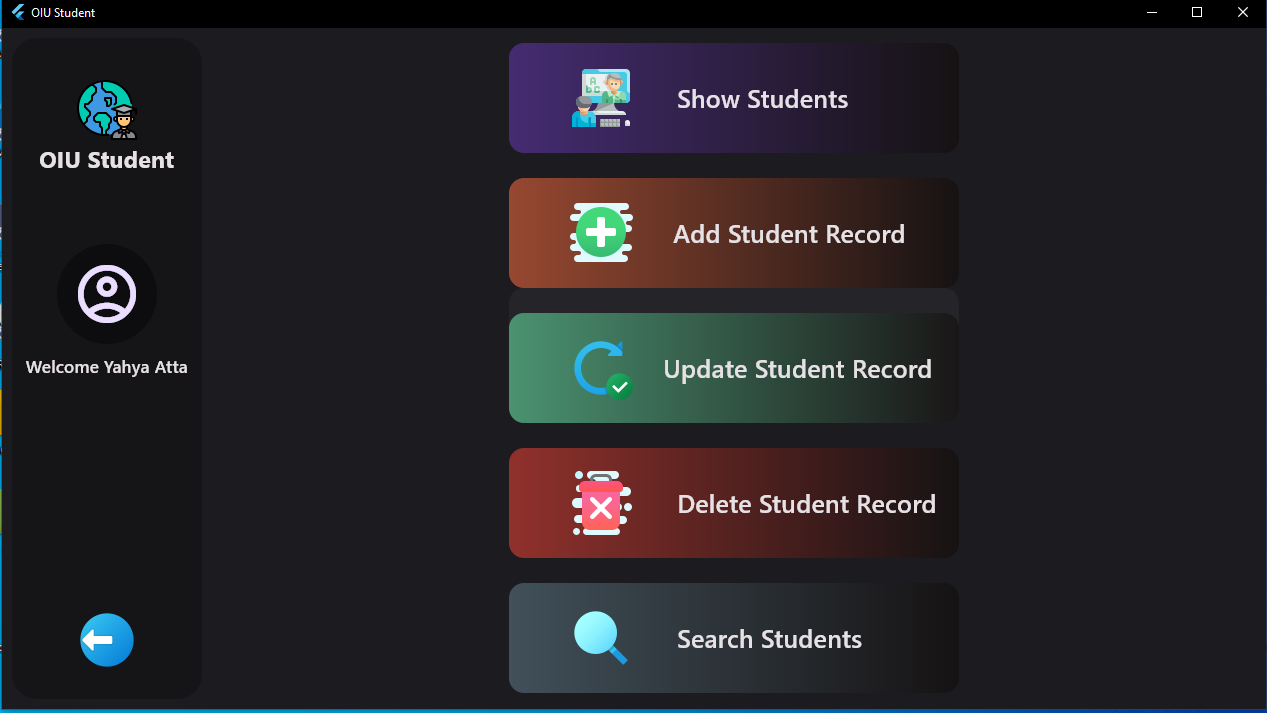 OIU Student
OIU Student
Welcome Yahya Atta
Show Students
Add Student Record
Update Student Record
Delete Student Record
Search Students